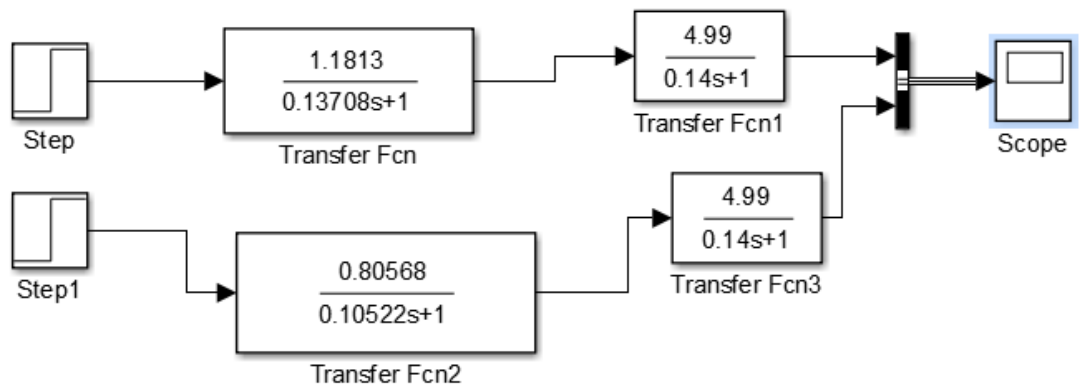 Step
1.1813
0.13708s+1
Transfer Fcn
4.99
0.14s+1
Transfer Fcn1
Scope
Step1
0.80568
0.10522s+1
Transfer Fcn2
4.99
0.14s+1
Transfer Fcn3